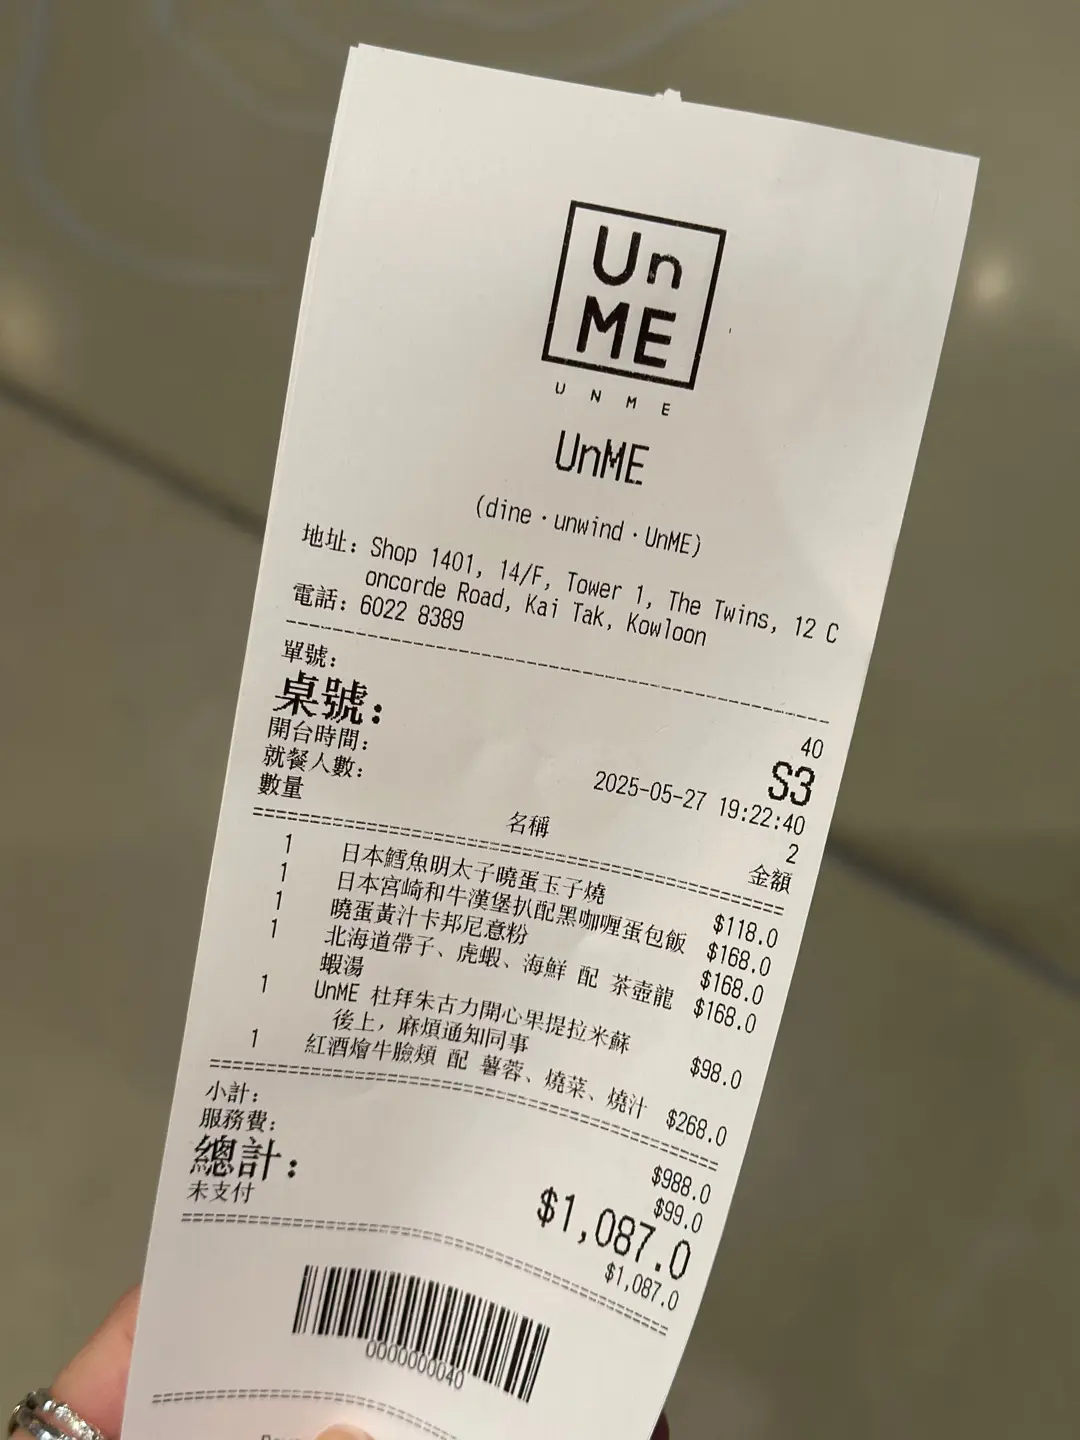 Un
ME
UNME
UnME
(dine · unwind · UnME)
地址: Shop 1401, 14/F, Tower 1, The Twins, 12 C
oncorde Road, Kai Tak, Kowloon
電話: 6022 8389
單號: 40
桌號: S3
開台時間: 2025-05-27 19:22:40
就餐人數: 2
數量 名稱 金額
1 日本鱈魚明太子曉蛋玉子燒 $118.0
1 日本宮崎和牛漢堡扒配黑咖喱蛋包飯 $168.0
1 曉蛋黃汁卡邦尼意粉 $168.0
1 北海道帶子、虎蝦、海鮮 配 茶壺龍 $168.0
蝦湯
1 UnME 杜拜朱古力開心果提拉米蘇 $98.0
後上, 麻煩通知同事
1 紅酒燴牛臉頰 配 薯蓉、燒菜、燒汁 $268.0
小計: $988.0
服務費: $99.0
總計: $1,087.0
未支付 $1,087.0
0000000040